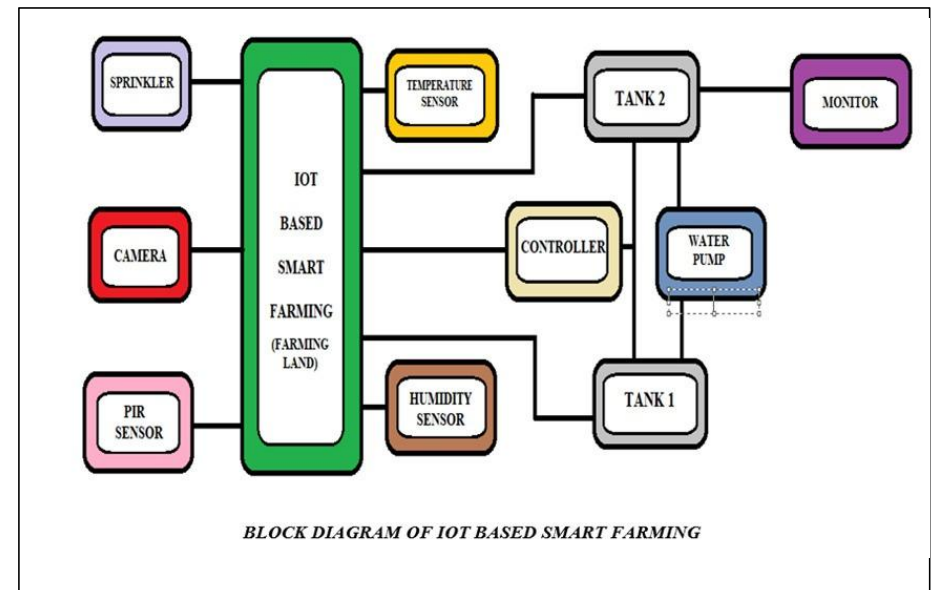 SPRINKLER
CAMERA
PIR
SENSOR
IOT
BASED
SMART
FARMING
(FARMING
LAND)
TEMPERATURE
SENSOR
CONTROLLER
HUMIDITY
SENSOR
TANK 2
WATER
PUMP
TANK 1
MONITOR
BLOCK DIAGRAM OF IOT BASED SMART FARMING